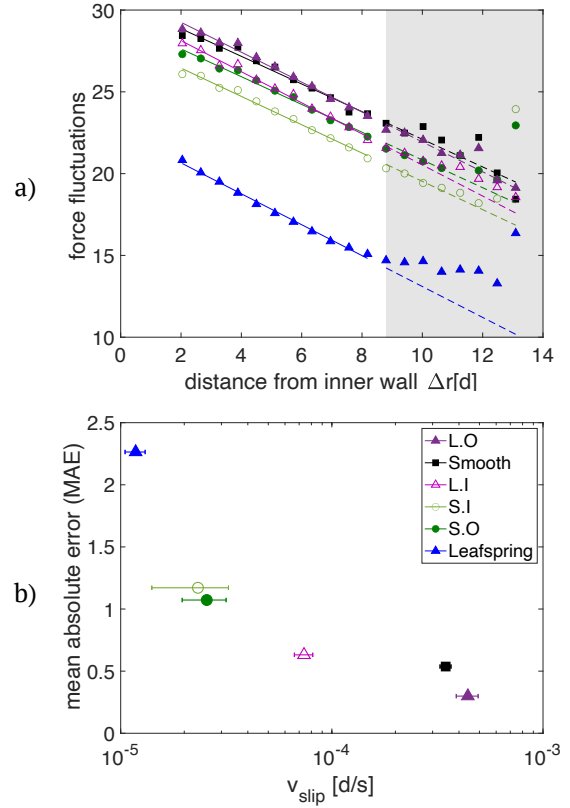 a)
force fluctuations
30
25
20
15
10
0 2 4 6 8 10 12 14
distance from inner wall Δr[d]
b)
mean absolute error (MAE)
2.5
2
1.5
1
0.5
0
L.O
Smooth
L.I
S.I
S.O
Leafspring
10-5 10-4 10-3
vslip [d/s]